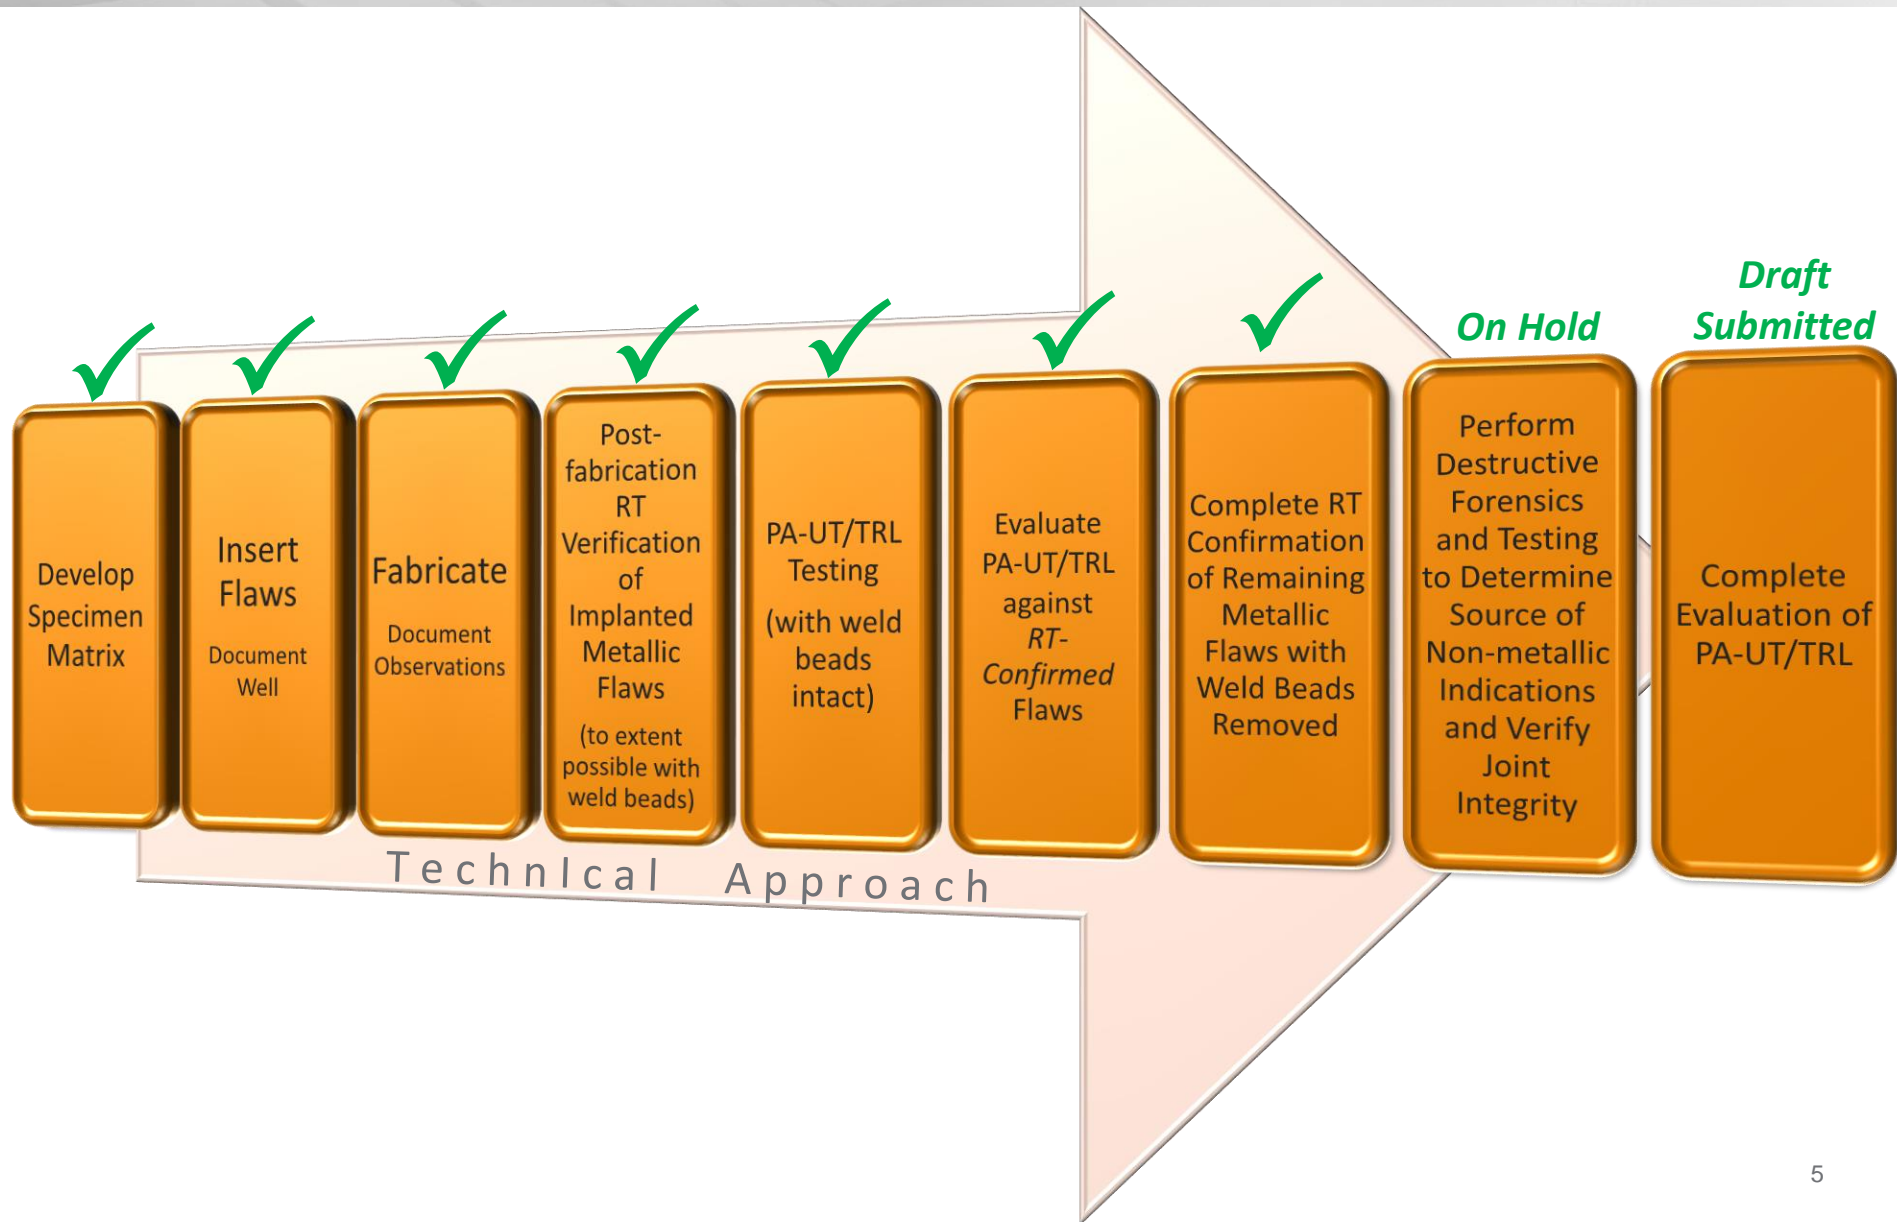 Draft
Submitted
On Hold
Develop
Specimen
Matrix
Insert
Flaws
Document
Well
Fabricate
Document
Observations
Post-
fabrication
RT
Verification
of
Implanted
Metallic
Flaws
(to extent
possible with
weld beads)
PA-UT/TRL
Testing
(with weld
beads
intact)
Evaluate
PA-UT/TRL
against
RT-
Confirmed
Flaws
Complete RT
Confirmation
of Remaining
Metallic
Flaws with
Weld Beads
Removed
Perform
Destructive
Forensics
and Testing
to Determine
Source of
Non-metallic
Indications
and Verify
Joint
Integrity
Complete
Evaluation of
PA-UT/TRL
TechnIcal Approach
5